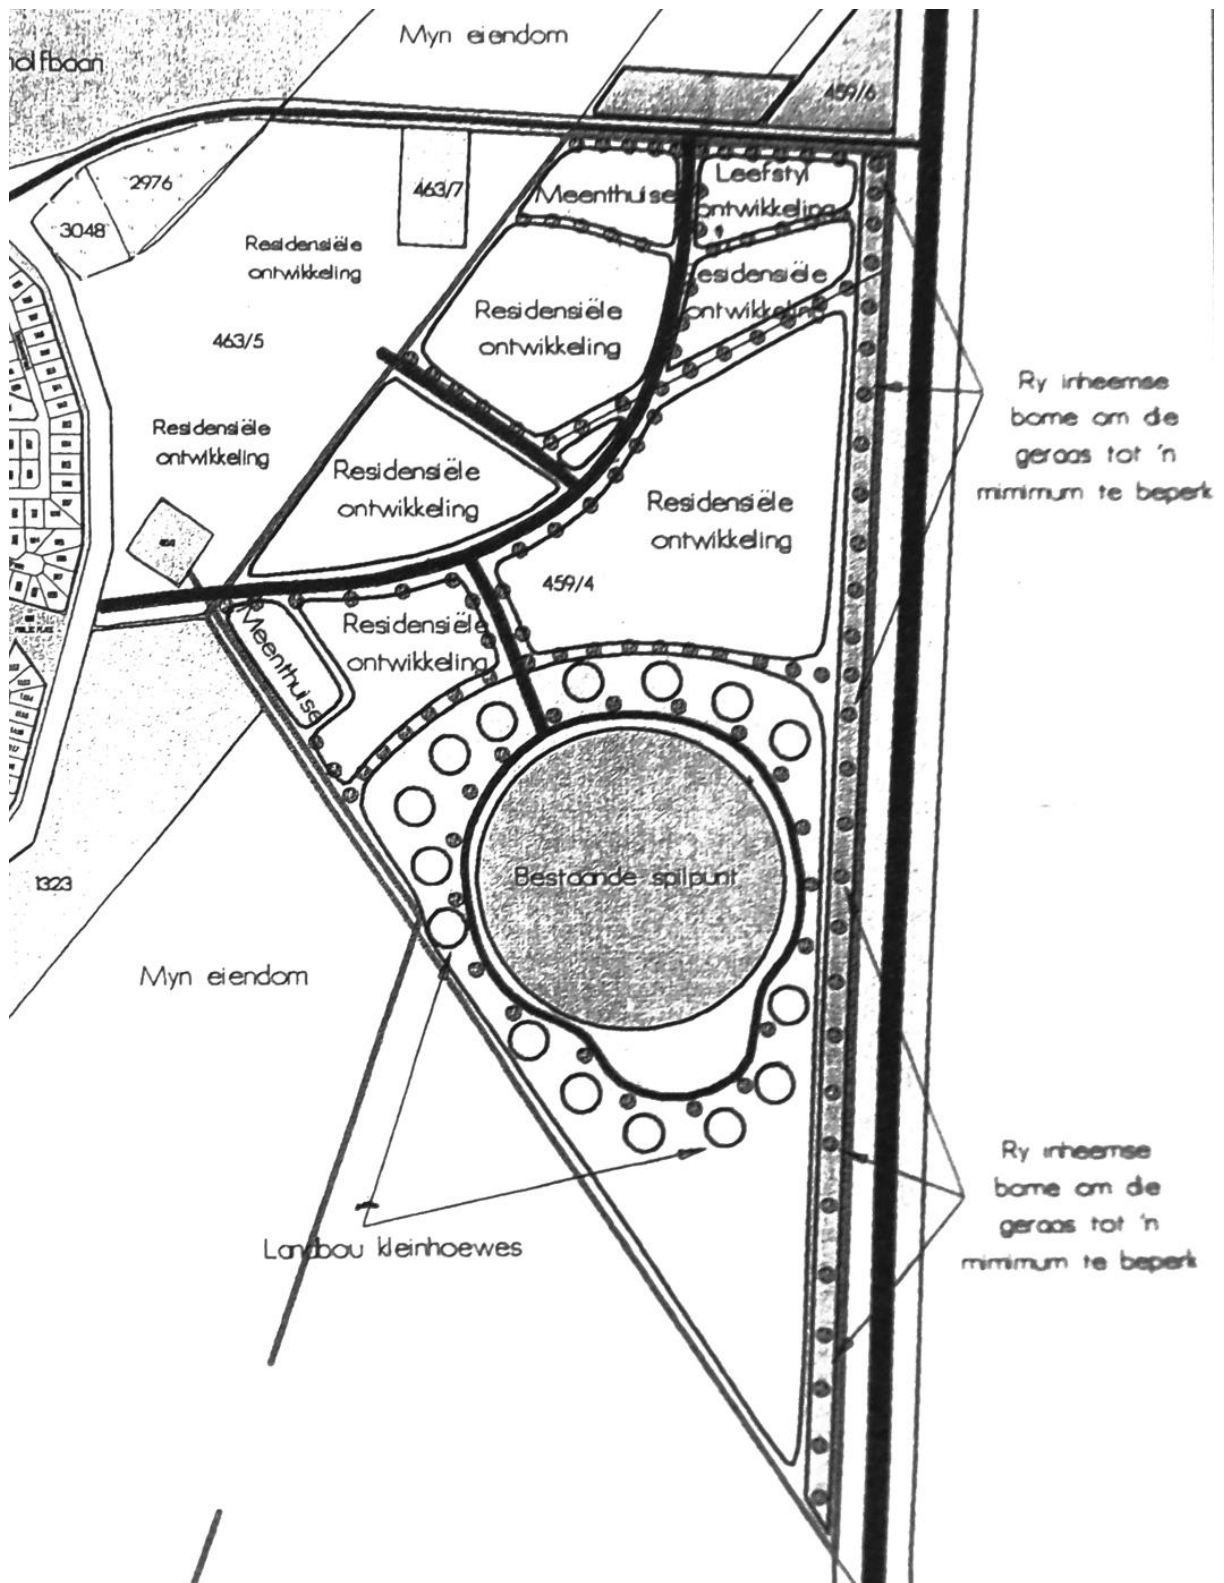 Myn eiendom
olfbaan
459/6
2976
463/7
3048
Meenthuise
Leefstyl
ontwikkeling
Residensiële
ontwikkeling
esidensiële
ontwikkeling
Residensiële
ontwikkeling
463/5
Ry inheemse
bome om die
geraas tot 'n
mimimum te beperk
Residensiële
ontwikkeling
Residensiële
ontwikkeling
Residensiële
ontwikkeling
459/4
Residensiële
ontwikkeling
Meenthuise
PUBLIC PLACE
Bestaande spilpunt
1323
Myn eiendom
Ry inheemse
bome om die
geraas tot 'n
mimimum te beperk
Landbou kleinhoewes